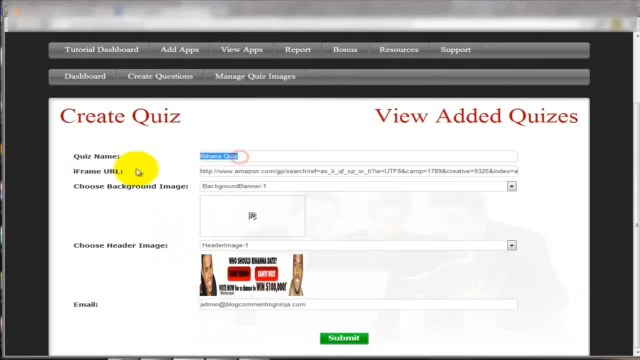 Tutorial Dashboard Add Apps View Apps Report Bonus Resources Support
Dashboard Create Questions Manage Quiz Images
Create Quiz View Added Quizes
Quiz Name: Rihana Quiz
iFrame URL: http://www.amazon.com/gp/search/ref=as_li_qf_sp_sr_tl?ie=UTF8&camp=1789&creative=9325&index=a
Choose Background Image: BackgroundBanner-1
Choose Header Image: HeaderImage-1
WHO SHOULD RIHANNA DATE?
KANYE WEST
VOTE NOW for a chance to
WIN $100,000!
Email: admin@blogcommentingninja.com
Submit